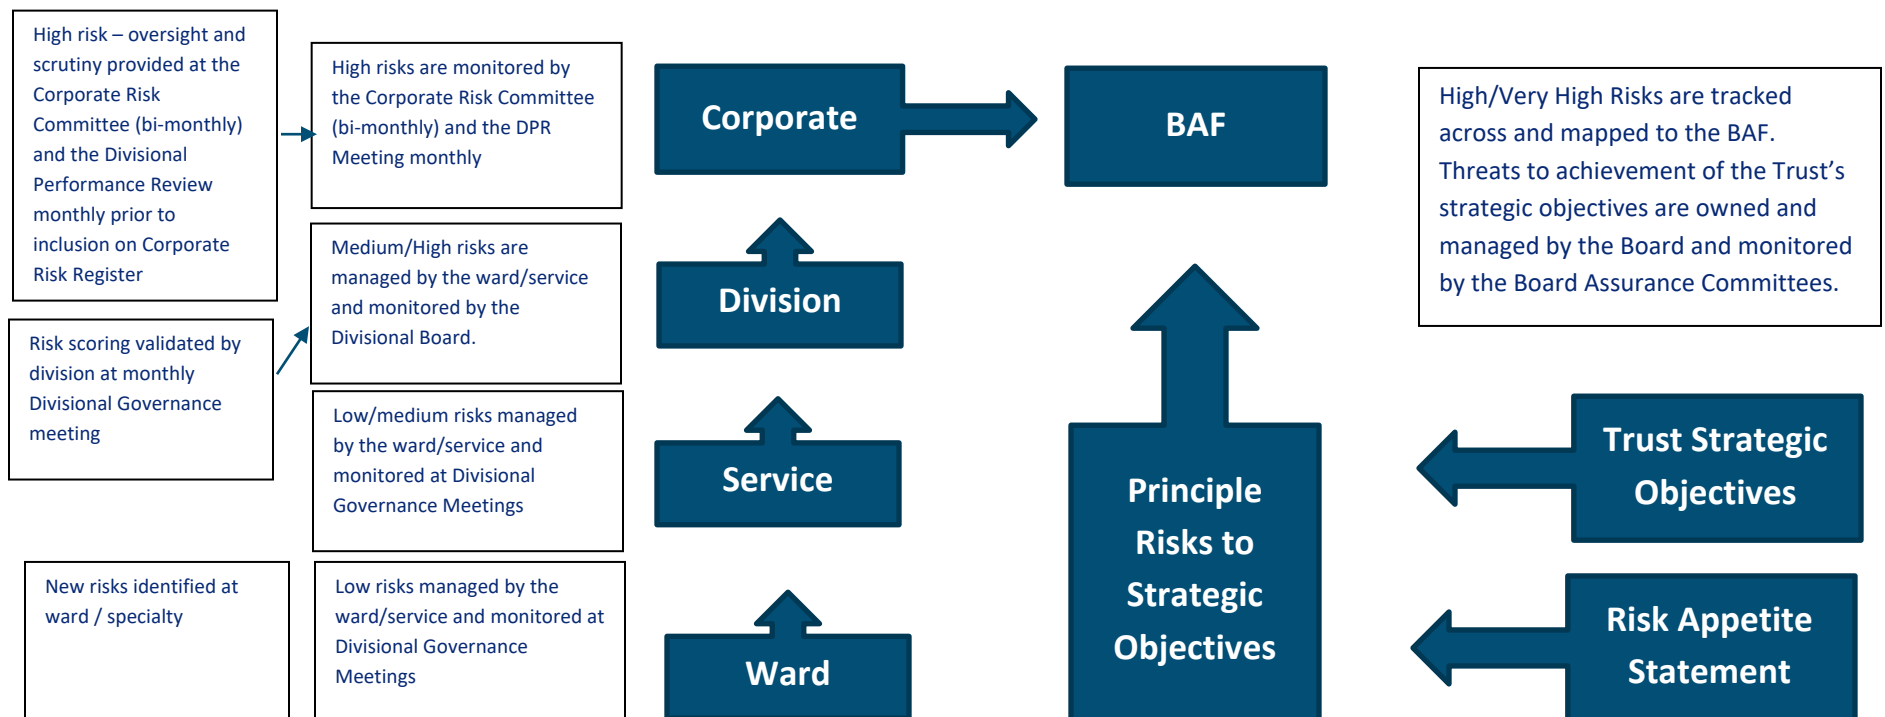 High risk – oversight and
scrutiny provided at the
Corporate Risk
Committee (bi-monthly)
and the Divisional
Performance Review
monthly prior to
inclusion on Corporate
Risk Register
High risks are monitored by
the Corporate Risk Committee
(bi-monthly) and the DPR
Meeting monthly
Corporate
BAF
High/Very High Risks are tracked
across and mapped to the BAF.
Threats to achievement of the Trust’s
strategic objectives are owned and
managed by the Board and monitored
by the Board Assurance Committees.
Medium/High risks are
managed by the ward/service
and monitored by the
Divisional Board.
Division
Risk scoring validated by
division at monthly
Divisional Governance
meeting
Low/medium risks managed
by the ward/service and
monitored at Divisional
Governance Meetings
Service
Principle
Risks to
Strategic
Objectives
Trust Strategic
Objectives
New risks identified at
ward / specialty
Low risks managed by the
ward/service and monitored at
Divisional Governance
Meetings
Ward
Risk Appetite
Statement